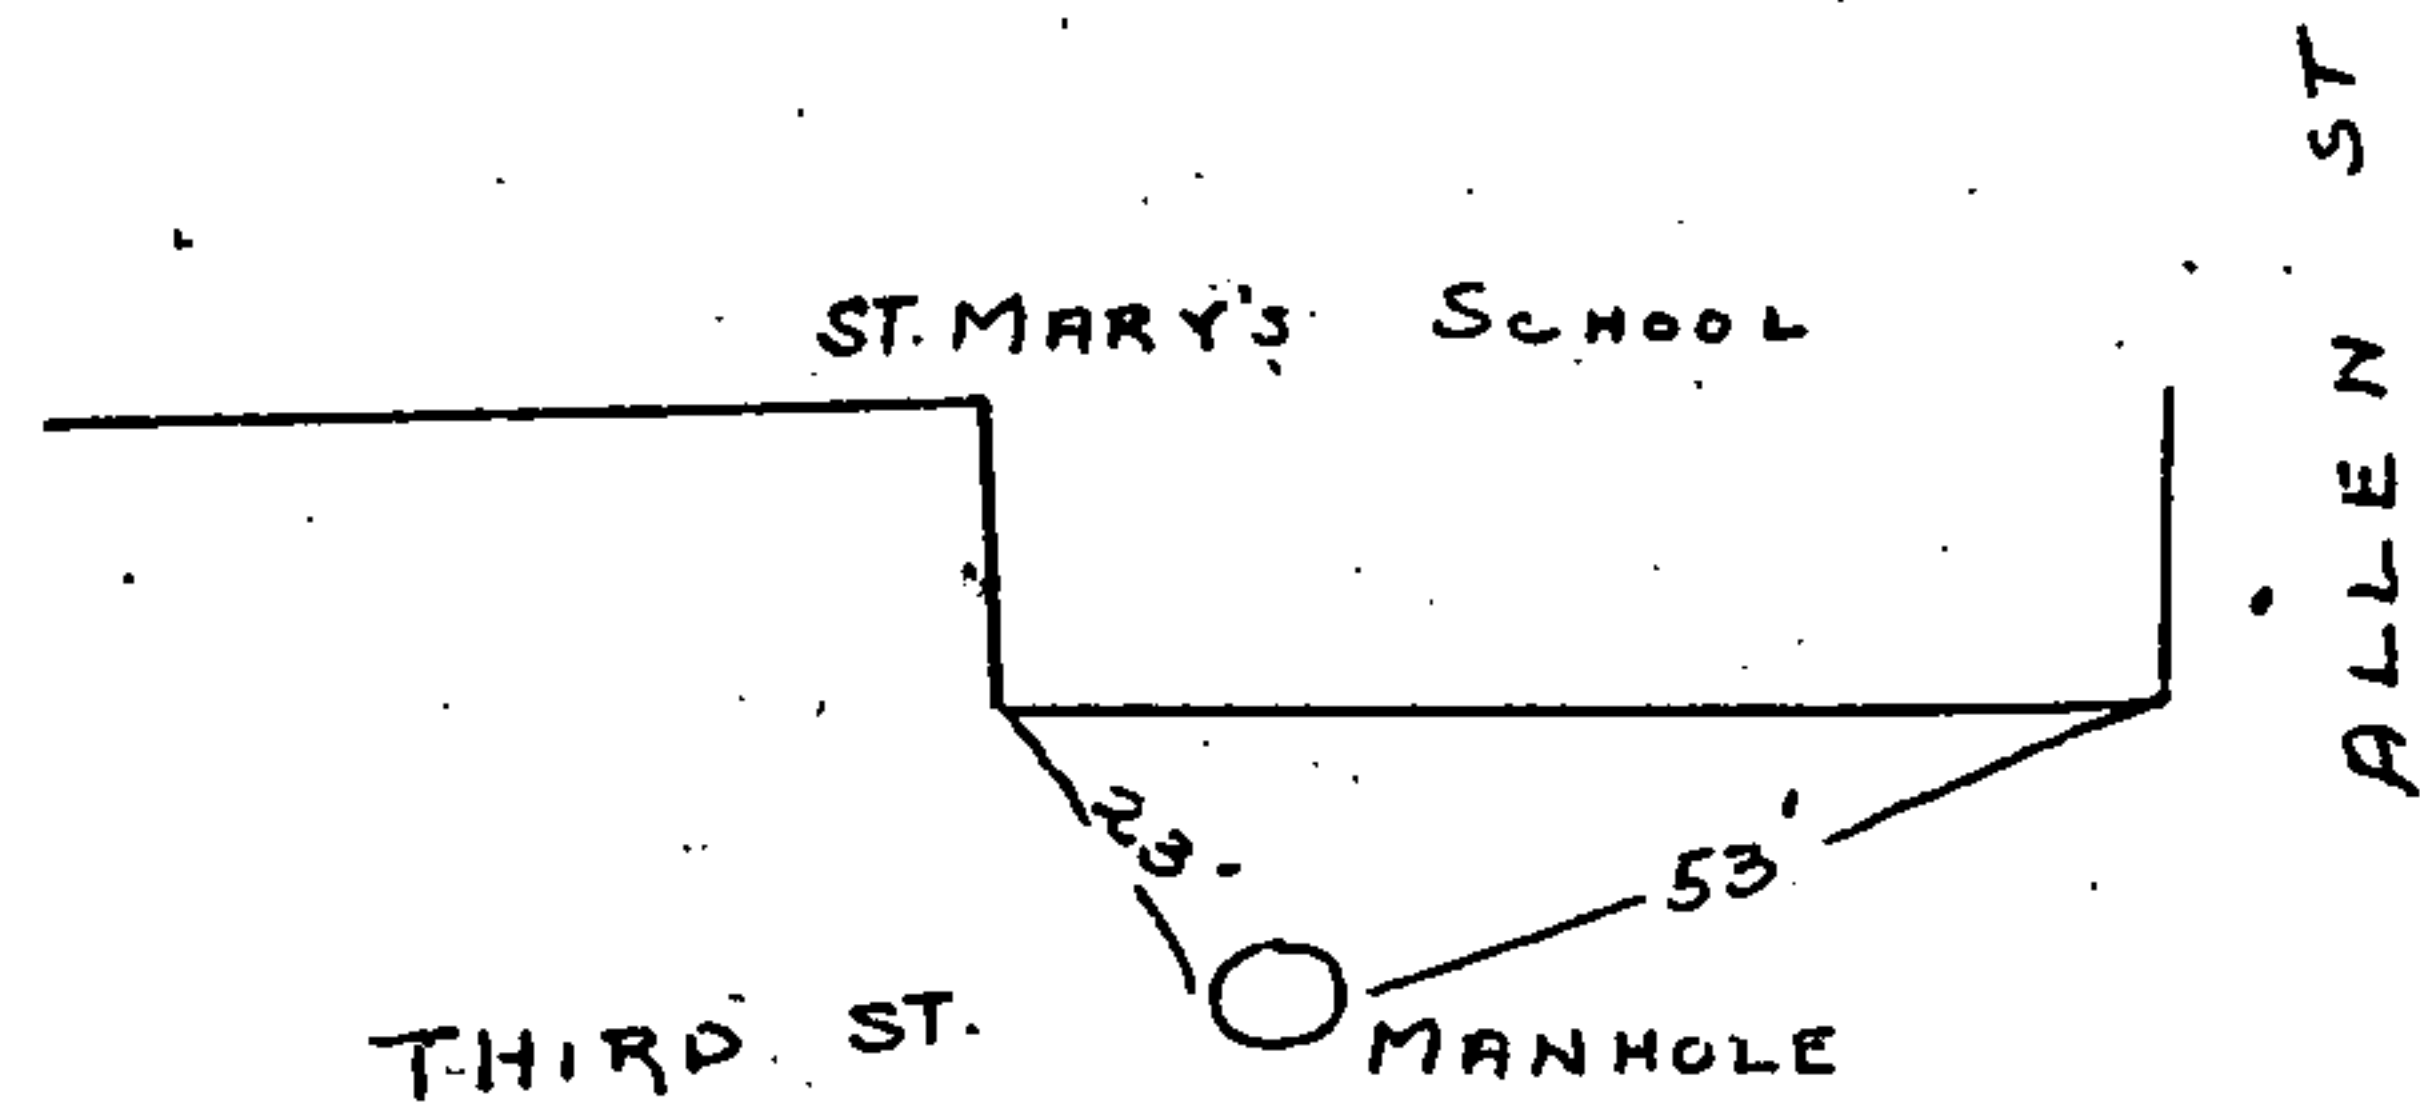 ST. MARY'S SCHOOL
ALLEN ST
23.
53'
THIRD ST.
MANHOLE